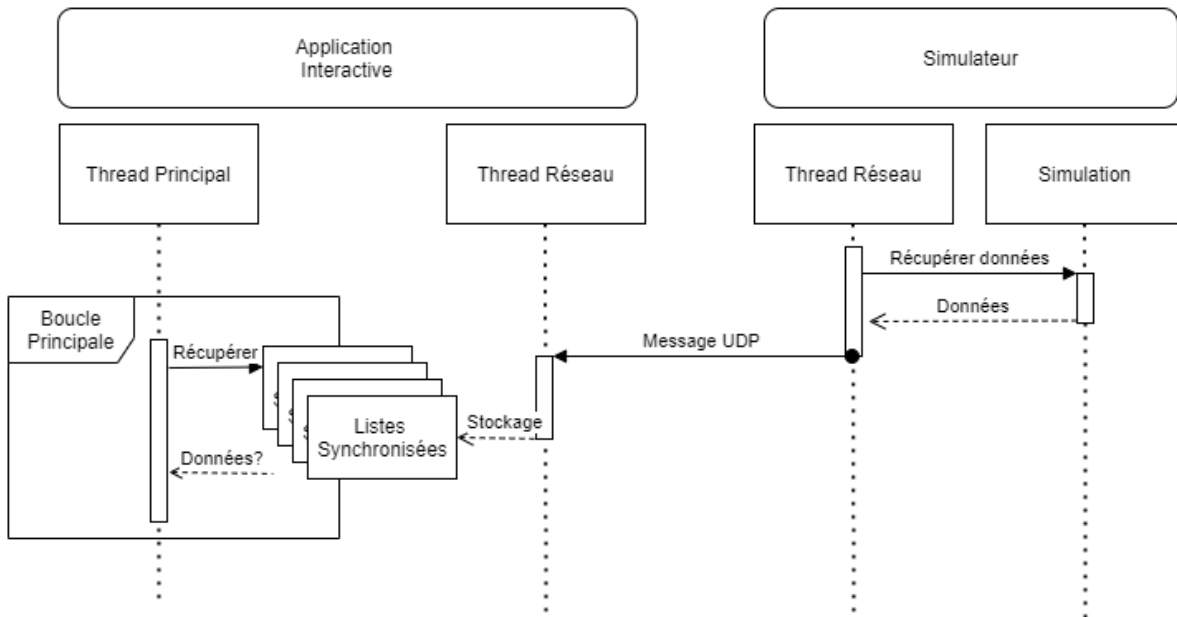 Application
Interactive
Simulateur
Thread Principal
Thread Réseau
Thread Réseau
Simulation
Récupérer données
Données
Boucle
Principale
Message UDP
Récupérer
Listes
Synchronisées
Stockage
Données?